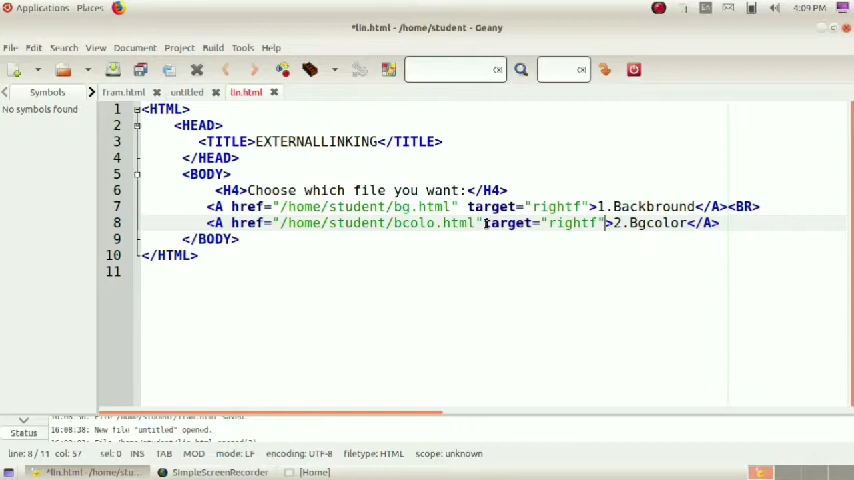 Applications Places En 4:09 PM
*lin.html - /home/student - Geany
File Edit Search View Document Project Build Tools Help
Symbols fram.html untitled lin.html
No symbols found
1 <HTML>
2 <HEAD>
3 <TITLE>EXTERNALLINKING</TITLE>
4 </HEAD>
5 <BODY>
6 <H4>Choose which file you want:</H4>
7 <A href="/home/student/bg.html" target="rightf">1.Backbround</A><BR>
8 <A href="/home/student/bcolo.html"target="rightf">2.Bgcolor</A>
9 </BODY>
10 </HTML>
11
Status
16:08:38: New file "untitled" opened.
line: 8 / 11 col: 57 sel: 0 INS TAB MOD mode: LF encoding: UTF-8 filetype: HTML scope: unknown
*lin.html - /home/stu... SimpleScreenRecorder [Home]